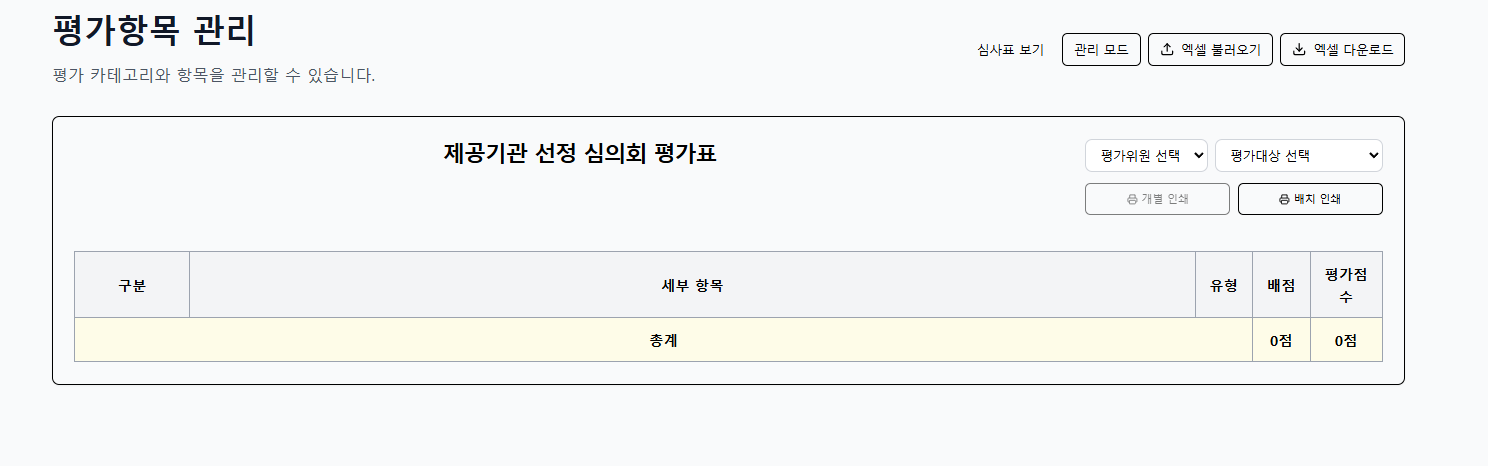 평가항목 관리
평가 카테고리와 항목을 관리할 수 있습니다.
심사표 보기 관리 모드 엑셀 불러오기 엑셀 다운로드
제공기관 선정 심의회 평가표
평가위원 선택 평가대상 선택
개별 인쇄 배치 인쇄
구분 세부 항목 유형 배점 평가점
수
총계 0점 0점